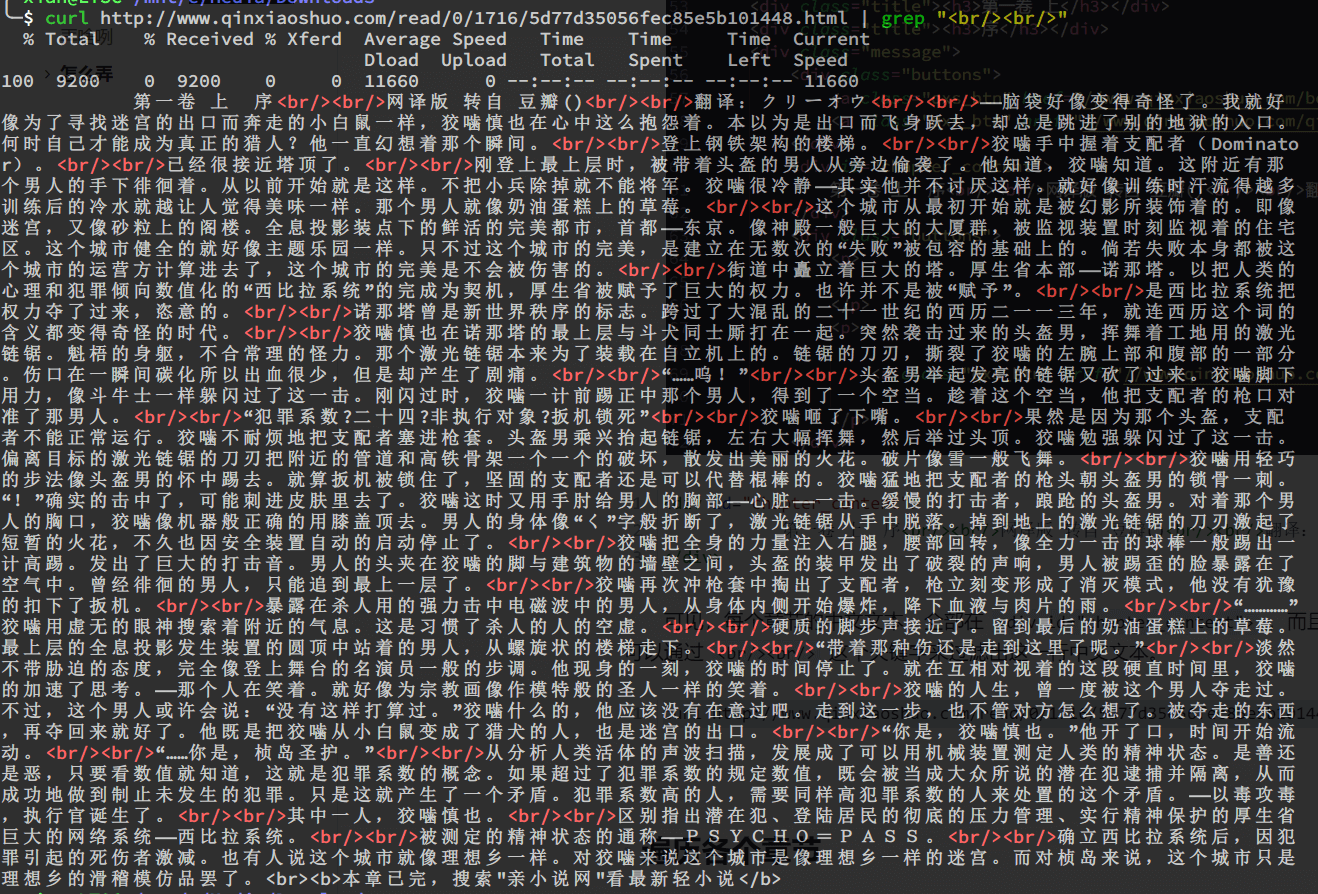 └─$ curl http://www.qinxiaoshuo.com/read/0/1716/5d77d35056fec85e5b101448.html | grep "<br/><br/>"
% Total    % Received % Xferd  Average Speed   Time    Time     Time  Current
Dload  Upload   Total   Spent    Left  Speed
100  9200    0  9200    0     0  11660      0 --:--:-- --:--:-- --:--:-- 11660
第一卷 上 序<br/><br/>网译版 转自 豆瓣()<br/><br/>翻译：クリーオウ<br/><br/>—脑袋好像变得奇怪了。我就好
像为了寻找迷宫的出口而奔走的小白鼠一样，狡噛慎也在心中这么抱怨着。本以为是出口而飞身跃去，却总是跳进了别的地狱的入口。
何时自己才能成为真正的猎人？他一直幻想着那个瞬间。<br/><br/>登上钢铁架构的楼梯。<br/><br/>狡噛手中握着支配者（Dominato
r）。<br/><br/>已经很接近塔顶了。<br/><br/>刚登上最上层时，被带着头盔的男人从旁边偷袭了。他知道，狡噛知道。这附近有那
个男人的手下徘徊着。从以前开始就是这样。不把小兵除掉就不能将军。狡噛很冷静—其实他并不讨厌这样。就好像训练时汗流得越多
训练后的冷水就越让人觉得美味一样。那个男人就像奶油蛋糕上的草莓。<br/><br/>这个城市从最初开始就是被幻影所装饰着的。即像
迷宫，又像砂粒上的阁楼。全息投影装点下的鲜活的完美都市，首都—东京。像神殿一般巨大的大厦群，被监视装置时刻监视着的住宅
区。这个城市健全的就好像主题乐园一样。只不过这个城市的完美，是建立在无数次的“失败”被包容的基础上的。倘若失败本身都被这
个城市的运营方计算进去了，这个城市的完美是不会被伤害的。<br/><br/>街道中矗立着巨大的塔。厚生省本部—诺那塔。以把人类的
心理和犯罪倾向数值化的“西比拉系统”的完成为契机，厚生省被赋予了巨大的权力。也许并不是被“赋予”。<br/><br/>是西比拉系统把
权力夺了过来，恣意的。<br/><br/>诺那塔曾是新世界秩序的标志。跨过了大混乱的二十一世纪的西历二一一三年，就连西历这个词的
含义都变得奇怪的时代。<br/><br/>狡噛慎也在诺那塔的最上层与斗犬同士厮打在一起。突然袭击过来的头盔男，挥舞着工地用的激光
链锯。魁梧的身躯，不合常理的怪力。那个激光链锯本来为了装载在自立机上的。链锯的刀刃，撕裂了狡噛的左腕上部和腹部的一部分
。伤口在一瞬间碳化所以出血很少，但是却产生了剧痛。<br/><br/>“……呜！”<br/><br/>头盔男举起发亮的链锯又砍了过来。狡噛脚下
用力，像斗牛士一样躲闪过了这一击。刚闪过时，狡噛一计前踢正中那个男人，得到了一个空当。趁着这个空当，他把支配者的枪口对
准了那男人。<br/><br/>“犯罪系数?二十四?非执行对象?扳机锁死”<br/><br/>狡噛咂了下嘴。<br/><br/>果然是因为那个头盔，支配
者不能正常运行。狡噛不耐烦地把支配者塞进枪套。头盔男乘兴抬起链锯，左右大幅挥舞，然后举过头顶。狡噛勉强躲闪过了这一击。
偏离目标的激光链锯的刀刃把附近的管道和高铁骨架一个一个的破坏，散发出美丽的火花。破片像雪一般飞舞。<br/><br/>狡噛用轻巧
的步法像头盔男的怀中踢去。就算扳机被锁住了，坚固的支配者还是可以代替棍棒的。狡噛猛地把支配者的枪头朝头盔男的锁骨一刺。
“！”确实的击中了，可能刺进皮肤里去了。狡噛这时又用手肘给男人的胸部—心脏—一击。缓慢的打击者，踉跄的头盔男。对着那个男
人的胸口，狡噛像机器般正确的用膝盖顶去。男人的身体像“く”字般折断了，激光链锯从手中脱落。滑到地上的激光链锯的刀刃激起了
短暂的火花，不久也因安全装置自动的启动停止了。<br/><br/>狡噛把全身的力量注入右腿，腰部回转，像全力一击的球棒一般踢出一
计高踢。发出了巨大的打击音。男人的头夹在狡噛的脚与建筑物的墙壁之间，头盔的装甲发出了破裂的声响，男人被踢歪的脸暴露在了
空气中。曾经徘徊的男人，只能追到最上一层了。<br/><br/>狡噛再次冲枪套中掏出了支配者，枪立刻变形成了消灭模式，他没有犹豫
的扣下了扳机。<br/><br/>暴露在杀人用的强力击中电磁波中的男人，从身体内侧开始爆炸，降下血液与肉片的雨。<br/><br/>“…………”
狡噛用虚无的眼神搜索着附近的气息。这是习惯了杀人的人的空虚。<br/><br/>硬质的脚步声接近了。留到最后的奶油蛋糕上的草莓。
最上层的全息投影发生装置的圆顶中站着的男人，从螺旋状的楼梯走下。<br/><br/>“做着那种伤还是走到这里了呢。”<br/><br/>淡然
不带胁迫的态度，完全像登上舞台的名演员一般的步调。他现身的一刻，狡噛的时间停止了。就在互相对视着的这段硬直时间里，狡噛
的加速了思考。—那个人在笑着。就好像为宗教画像作模特般的圣人一样的笑着。<br/><br/>狡噛的人生，曾一度被这个男人夺走过。
不过，这个男人或许会说：“没有这样打算过。”狡噛什么的，他应该没有在意过吧。走到这一步，也不管对方怎么想了。被夺走的东西
，再夺回来就好了。他既是把狡噛从小白鼠变成了猎犬的人，也是迷宫的出口。<br/><br/>“你是，狡噛慎也。”他开了口，时间开始流
动。<br/><br/>“……你是，槙岛圣护。”<br/><br/>从分析人类活体的声波扫描，发展成了可以用机械装置测定人类的精神状态。是善还
是恶，只要看数值就知道，这就是犯罪系数的概念。如果超过了犯罪系数的规定数值，既会被当成大众所说的潜在犯逮捕并隔离，从而
成功地做到制止未发生的犯罪。只是这就产生了一个矛盾。犯罪系数高的人，需要同样高犯罪系数的人来处置的这个矛盾。—以毒攻毒
，执行官诞生了。<br/><br/>其中一人，狡噛慎也。<br/><br/>区别指出潜在犯、登陆居民的彻底的压力管理、实行精神保护的厚生省
巨大的网络系统—西比拉系统。<br/><br/>被测定的精神状态的通称—ＰＳＹＣＨＯ＝ＰＡＳＳ。<br/><br/>确立西比拉系统后，因犯
罪引起的死伤者激减。也有人说这个城市就像理想乡一样。对狡噛来说这个城市是像理想乡一样的迷宫。而对槙岛来说，这个城市只是
理想乡的滑稽模仿品罢了。<br><b>本章已完，搜索"亲小说网"看最新轻小说</b>